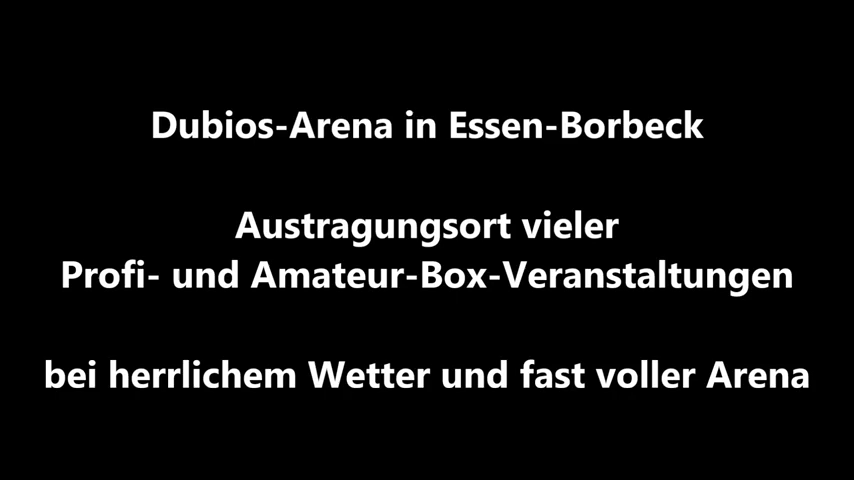 Dubios-Arena in Essen-Borbeck
Austragungsort vieler
Profi- und Amateur-Box-Veranstaltungen
bei herrlichem Wetter und fast voller Arena